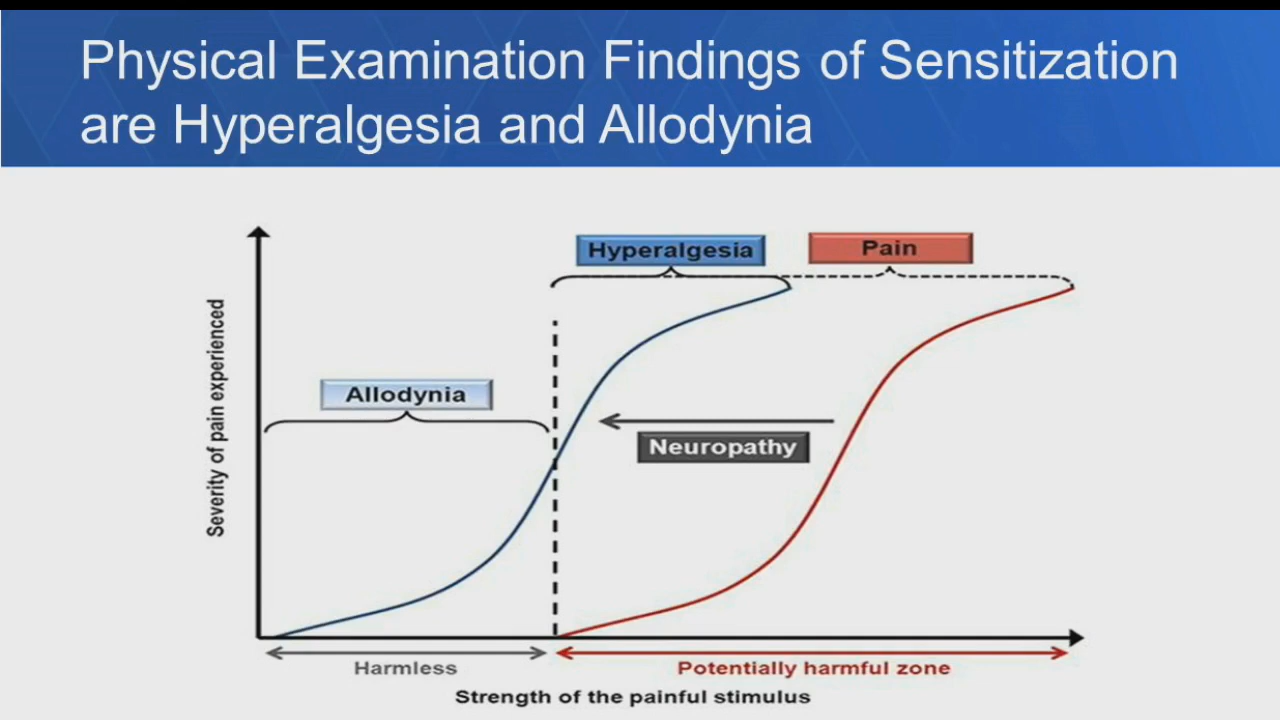 Physical Examination Findings of Sensitization
are Hyperalgesia and Allodynia
Hyperalgesia
Pain
Allodynia
Neuropathy
Severity of pain experienced
Harmless
Potentially harmful zone
Strength of the painful stimulus